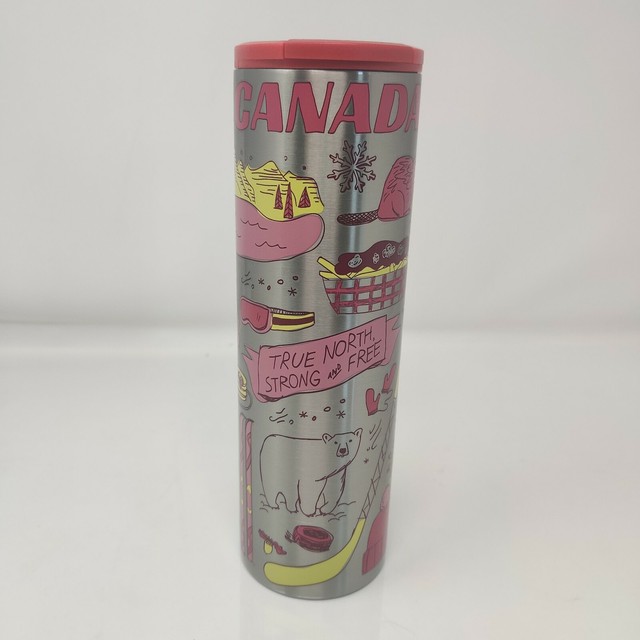 CANADA
TRUE NORTH,
STRONG AND FREE